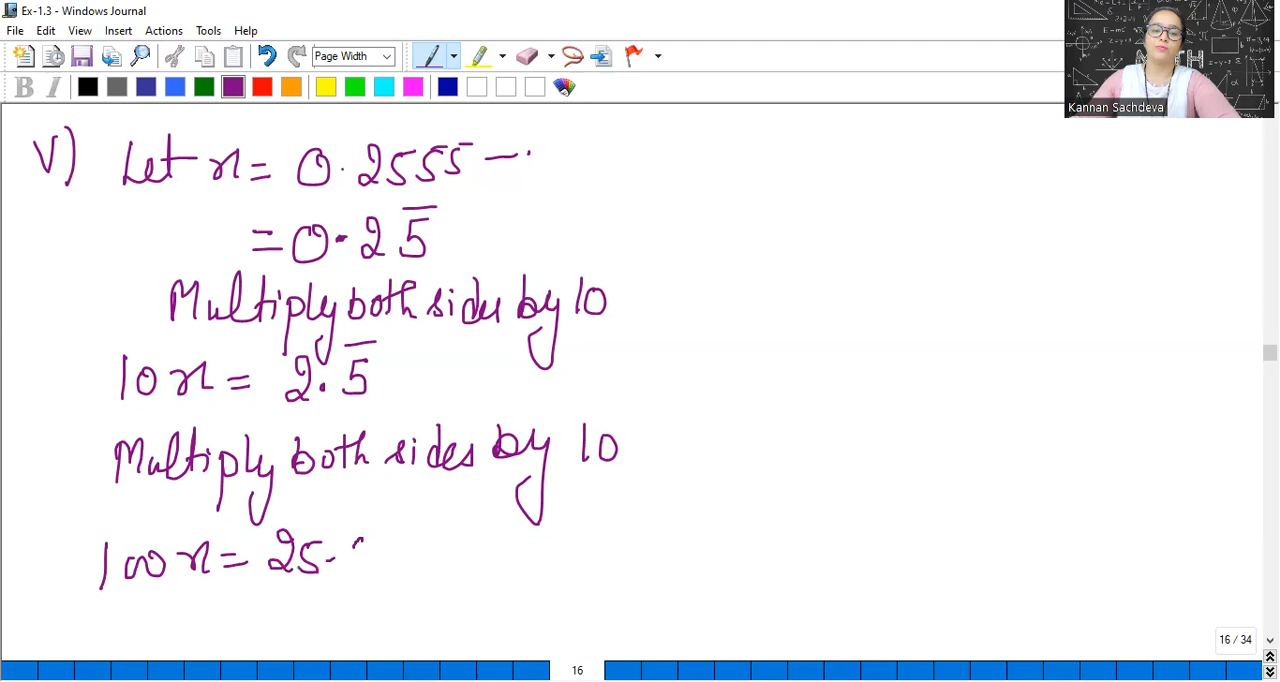 Ex-1.3 - Windows Journal
File Edit View Insert Actions Tools Help
Page Width
B I
Kannan Sachdeva
V) Let x = 0.2555 —..
= 0.25̅
Multiply both sides by 10
10x = 2.5̅
Multiply both sides by 10
100x = 25.
16 / 34
16